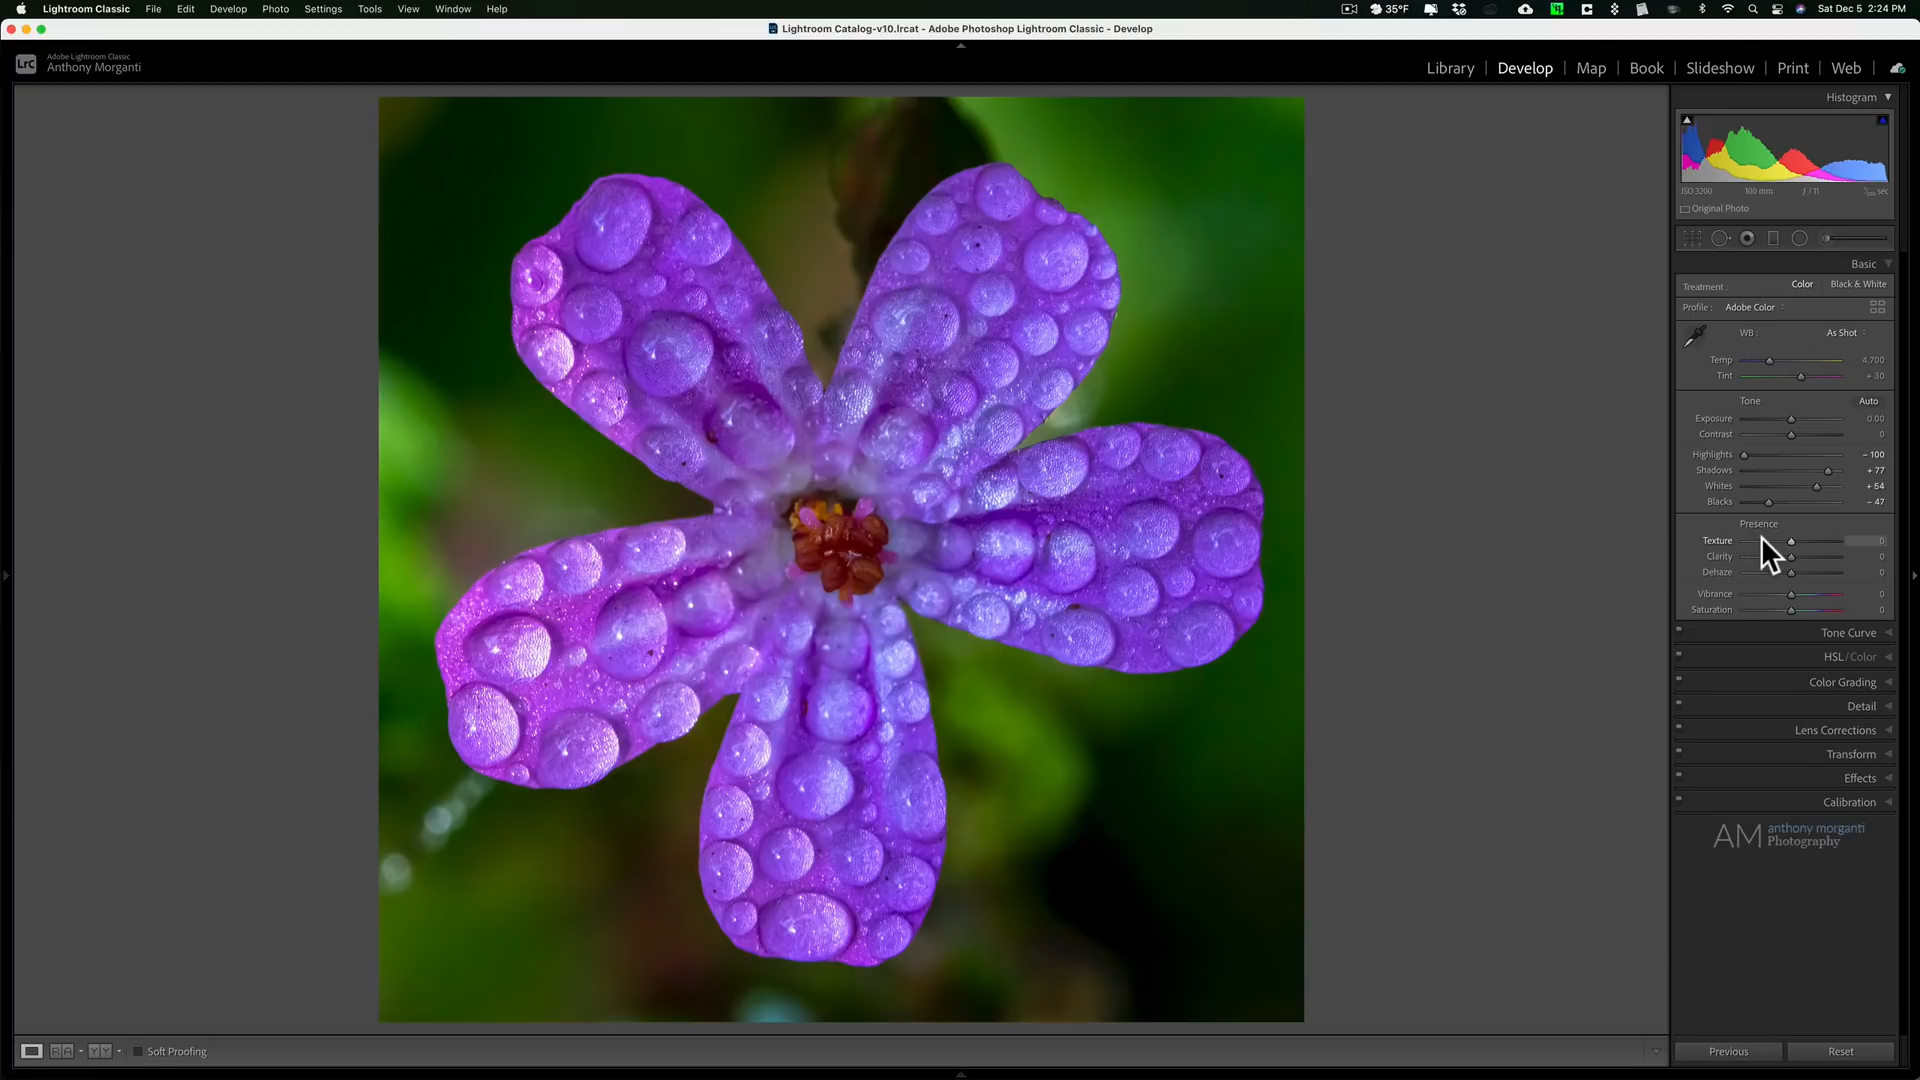 Lightroom Classic File Edit Develop Photo Settings Tools View Window Help 35°F Sat Dec 5 2:24 PM
Lightroom Catalog-v10.lrcat - Adobe Photoshop Lightroom Classic - Develop
LrC
Adobe Lightroom Classic
Anthony Morganti
Library | Develop | Map | Book | Slideshow | Print | Web
Histogram
ISO 3200 100 mm ƒ / 11 sec
Original Photo
Basic
Treatment : Color Black & White
Profile : Adobe Color
WB : As Shot
Temp 4,700
Tint + 30
Tone Auto
Exposure 0.00
Contrast 0
Highlights − 100
Shadows + 77
Whites + 54
Blacks − 47
Presence
Texture 0
Clarity 0
Dehaze 0
Vibrance 0
Saturation 0
Tone Curve
HSL / Color
Color Grading
Detail
Lens Corrections
Transform
Effects
Calibration
AM anthony morganti
Photography
RA YY Soft Proofing
Previous Reset